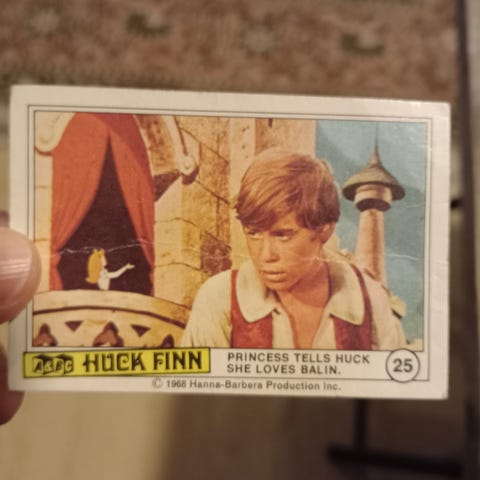 A&BC HUCK FINN
PRINCESS TELLS HUCK
SHE LOVES BALIN.
25
© 1968 Hanna-Barbera Production Inc.